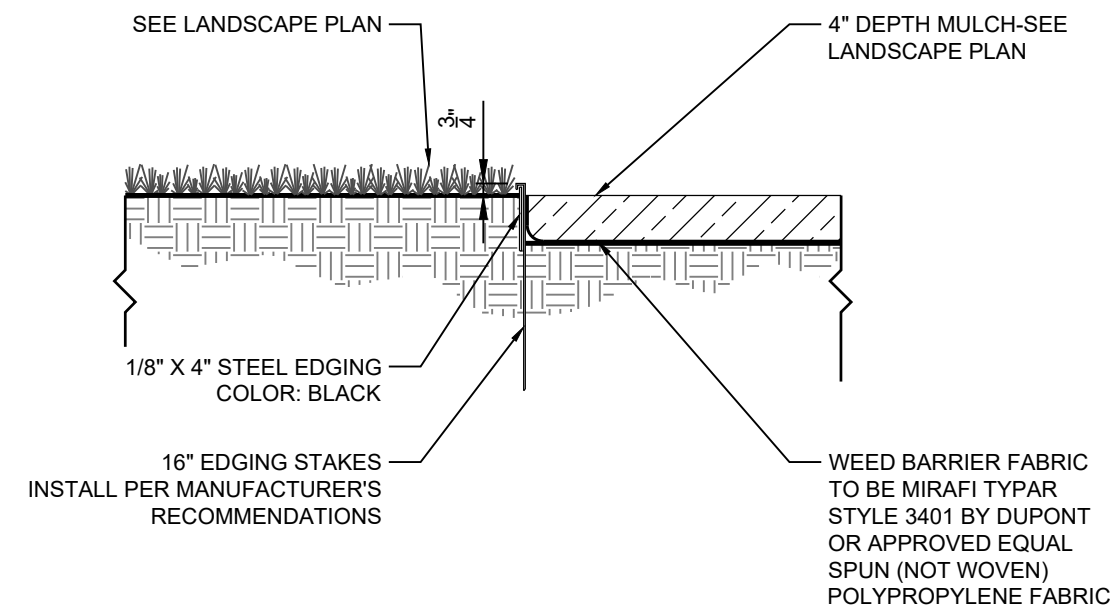 SEE LANDSCAPE PLAN
4" DEPTH MULCH-SEE
LANDSCAPE PLAN
3/4"
1/8" X 4" STEEL EDGING
COLOR: BLACK
16" EDGING STAKES
INSTALL PER MANUFACTURER'S
RECOMMENDATIONS
WEED BARRIER FABRIC
TO BE MIRAFI TYPAR
STYLE 3401 BY DUPONT
OR APPROVED EQUAL
SPUN (NOT WOVEN)
POLYPROPYLENE FABRIC